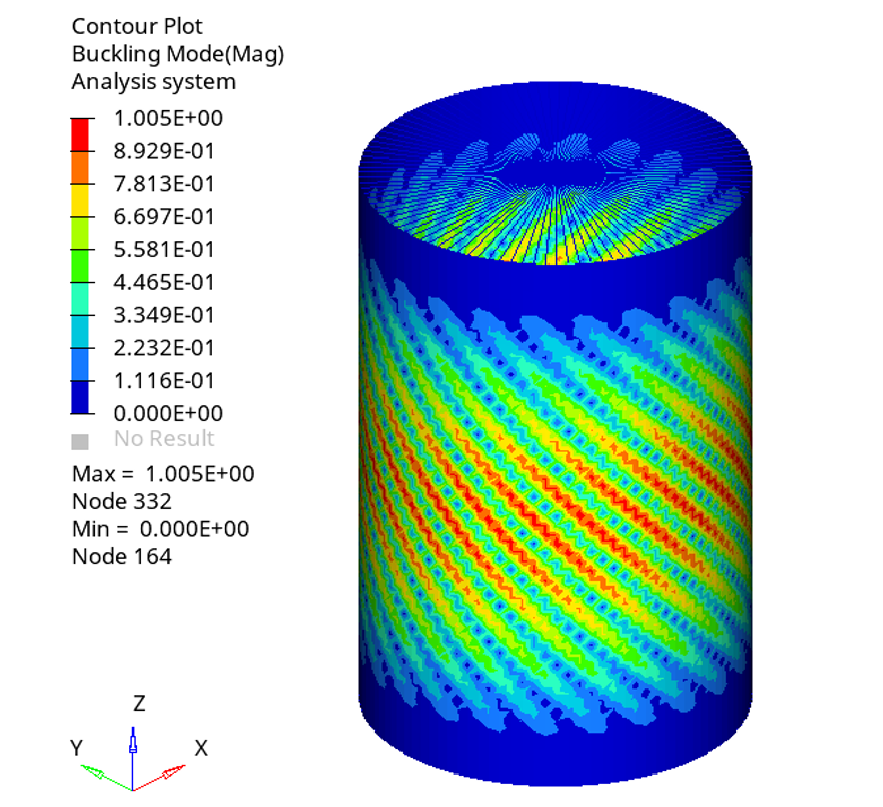 Contour Plot
Buckling Mode(Mag)
Analysis system
1.005E+00
8.929E-01
7.813E-01
6.697E-01
5.581E-01
4.465E-01
3.349E-01
2.232E-01
1.116E-01
0.000E+00
No Result
Max = 1.005E+00
Node 332
Min = 0.000E+00
Node 164
Z
Y X